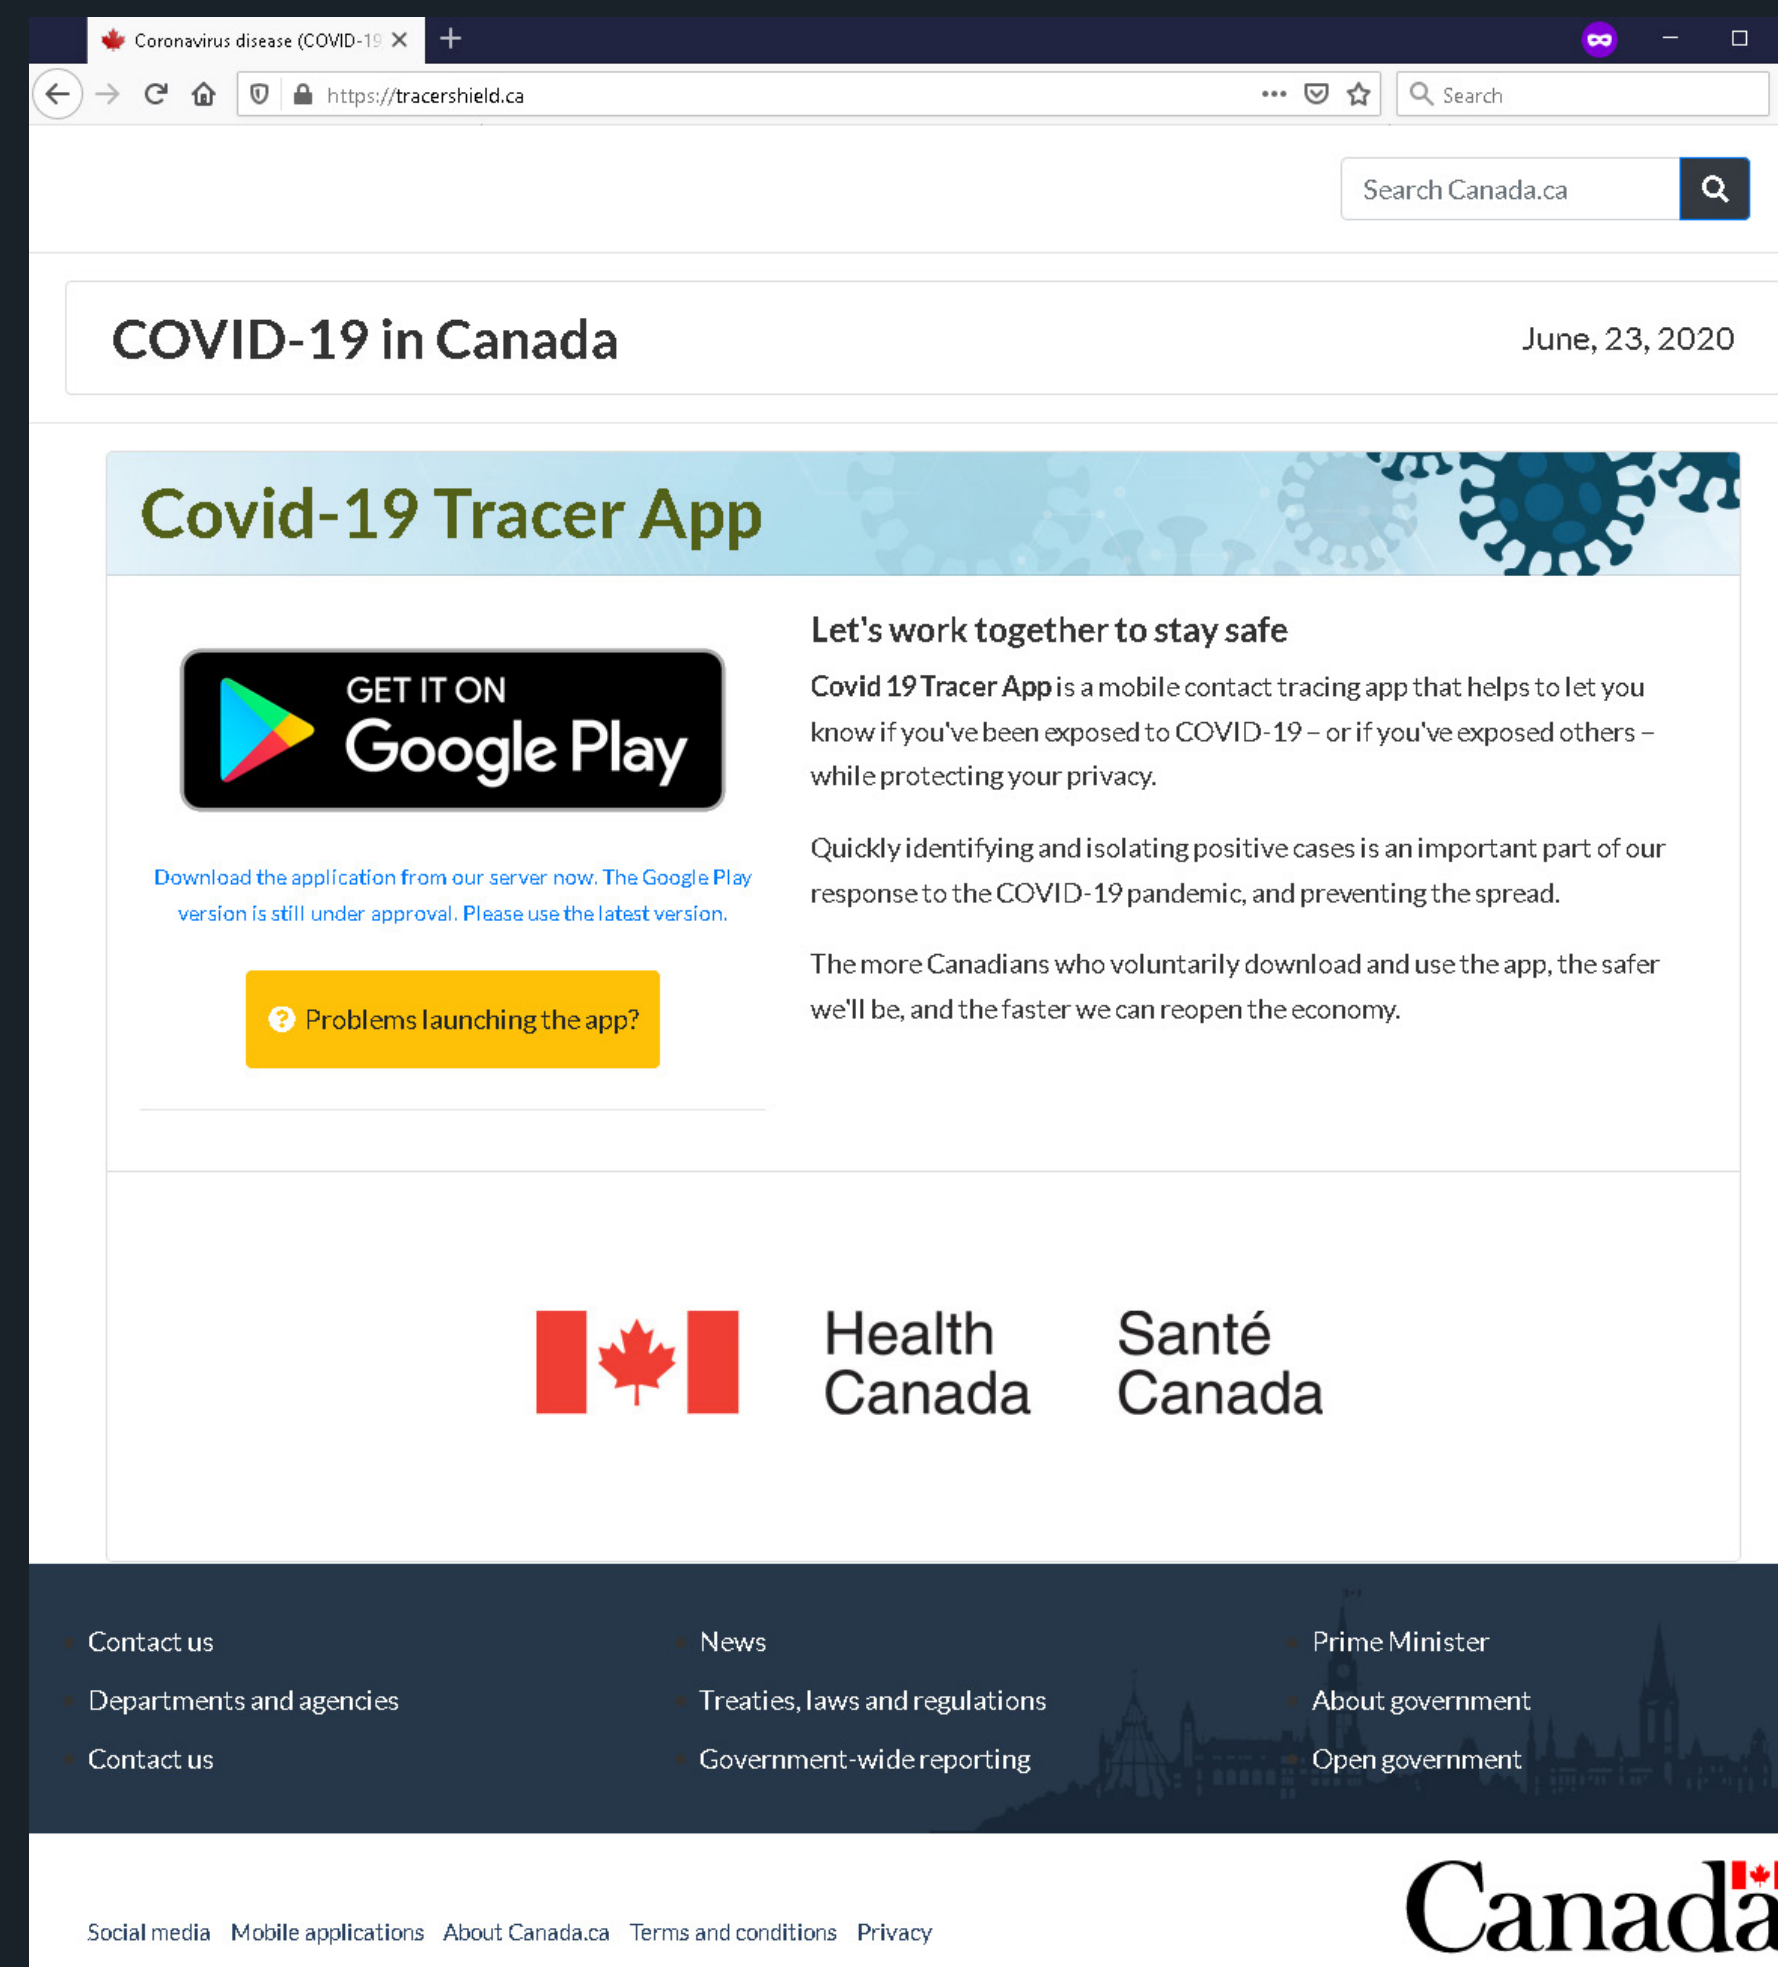 Coronavirus disease (COVID-19
https://tracershield.ca
Search
Search Canada.ca
COVID-19 in Canada
June, 23, 2020
Covid-19 Tracer App
GET IT ON
Google Play
Download the application from our server now. The Google Play
version is still under approval. Please use the latest version.
Problems launching the app?
Let's work together to stay safe
Covid 19 Tracer App is a mobile contact tracing app that helps to let you
know if you've been exposed to COVID-19 – or if you've exposed others –
while protecting your privacy.
Quickly identifying and isolating positive cases is an important part of our
response to the COVID-19 pandemic, and preventing the spread.
The more Canadians who voluntarily download and use the app, the safer
we'll be, and the faster we can reopen the economy.
Health
Canada
Santé
Canada
Contact us
Departments and agencies
Contact us
News
Treaties, laws and regulations
Government-wide reporting
Prime Minister
About government
Open government
Social media Mobile applications About Canada.ca Terms and conditions Privacy
Canada